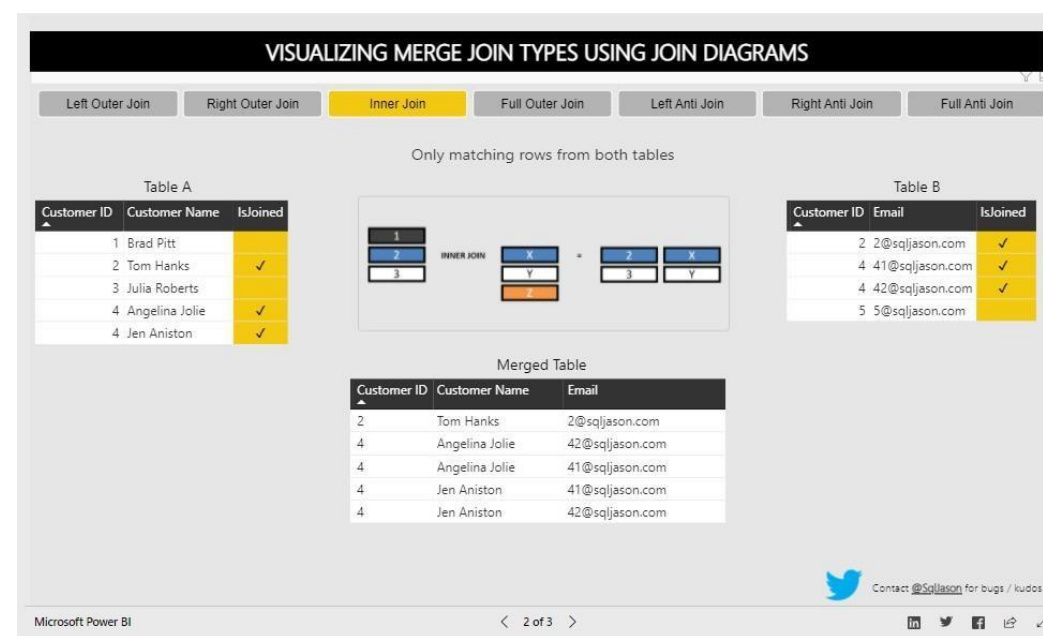 VISUALIZING MERGE JOIN TYPES USING JOIN DIAGRAMS
Left Outer Join Right Outer Join Inner Join Full Outer Join Left Anti Join Right Anti Join Full Anti Join
Only matching rows from both tables
Table A
Customer ID Customer Name IsJoined
1 Brad Pitt
2 Tom Hanks ✓
3 Julia Roberts
4 Angelina Jolie ✓
4 Jen Aniston ✓
1
2
3
INNER JOIN
X
Y
Z
=
2 X
3 Y
Table B
Customer ID Email IsJoined
2 2@sqljason.com ✓
4 41@sqljason.com ✓
4 42@sqljason.com ✓
5 5@sqljason.com
Merged Table
Customer ID Customer Name Email
2 Tom Hanks 2@sqljason.com
4 Angelina Jolie 42@sqljason.com
4 Angelina Jolie 41@sqljason.com
4 Jen Aniston 41@sqljason.com
4 Jen Aniston 42@sqljason.com
Contact @SqlJason for bugs / kudos
Microsoft Power BI
2 of 3